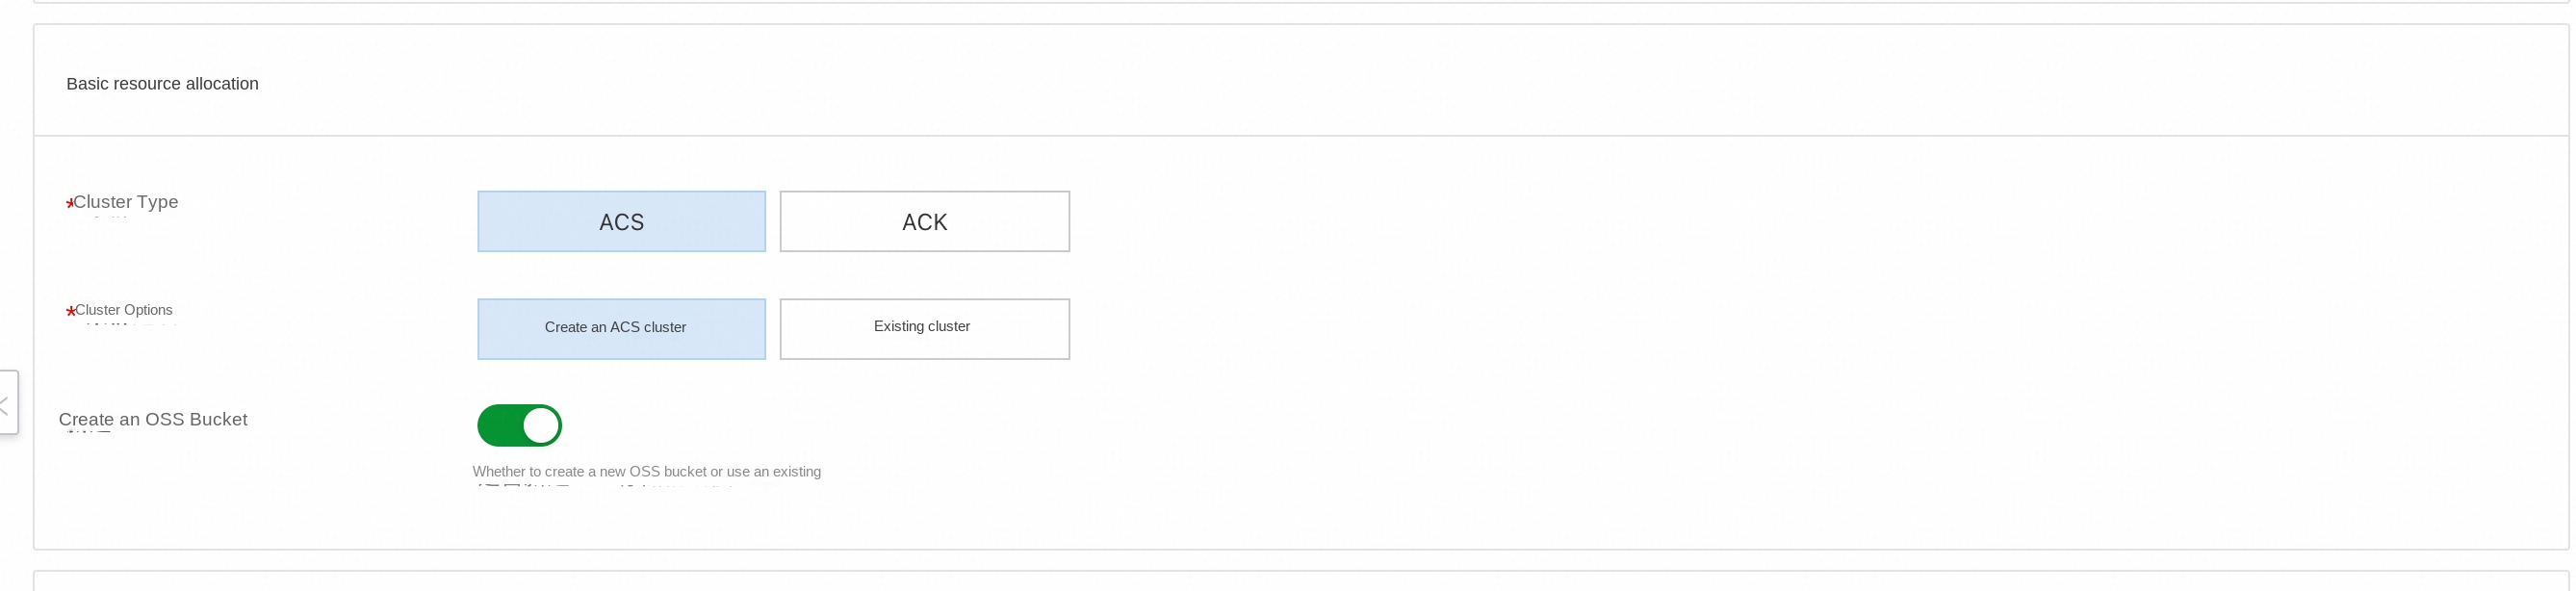 Basic resource allocation
*Cluster Type
ACS
ACK
*Cluster Options
Create an ACS cluster
Existing cluster
Create an OSS Bucket
Whether to create a new OSS bucket or use an existing